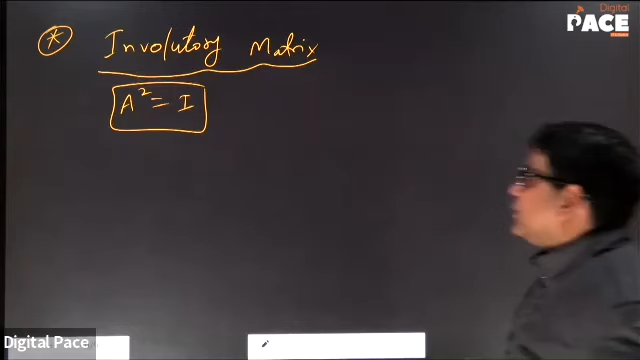 Digital
PACE
* Involutory Matrix
A² = I
Digital Pace